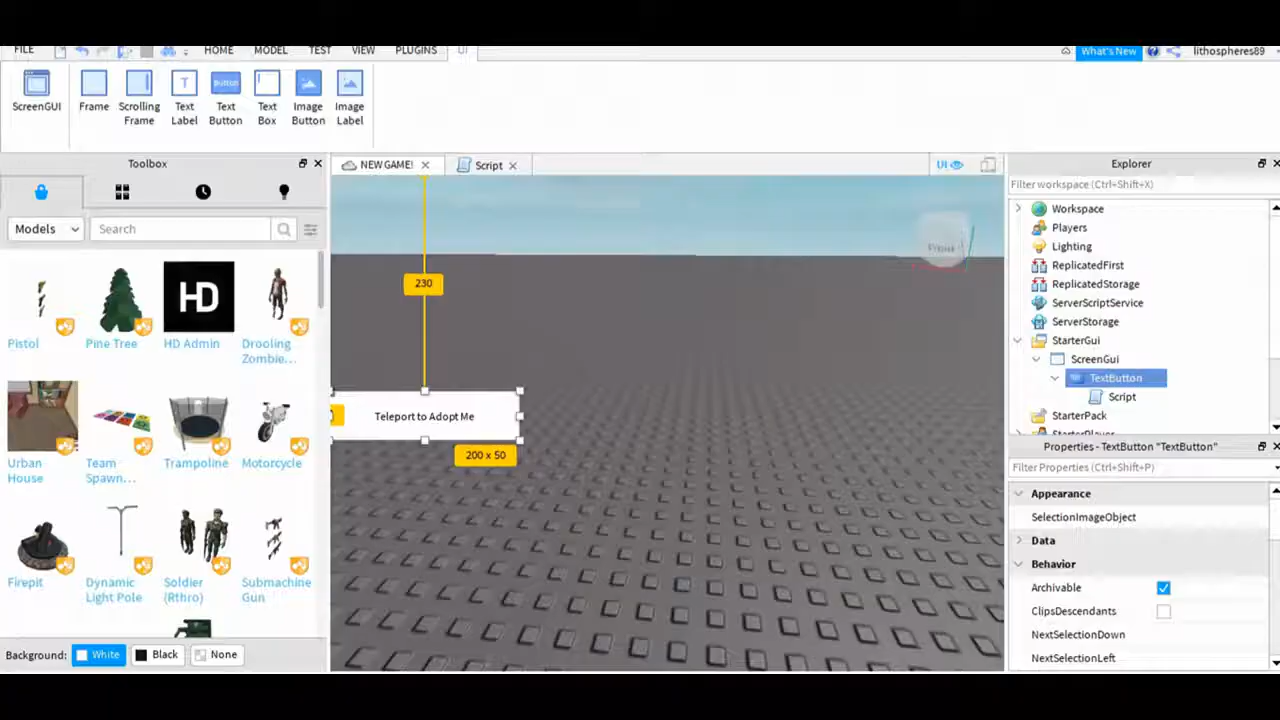 FILE
HOME
MODEL
TEST
VIEW
PLUGINS
UI
What's New
lithospheres89
ScreenGUI
Frame
Scrolling
Frame
Text
Label
Text
Button
Text
Box
Image
Button
Image
Label
Toolbox
NEW GAME!
Script
UI
Explorer
Filter workspace (Ctrl+Shift+X)
Models
Search
Pistol
Pine Tree
HD
HD Admin
Drooling
Zombie...
Urban
House
Team
Spawn...
Trampoline
Motorcycle
Firepit
Dynamic
Light Pole
Soldier
(Rthro)
Submachine
Gun
Background:
White
Black
None
230
Teleport to Adopt Me
200 x 50
Front
Workspace
Players
Lighting
ReplicatedFirst
ReplicatedStorage
ServerScriptService
ServerStorage
StarterGui
ScreenGui
TextButton
Script
StarterPack
StarterPlayer
Properties - TextButton "TextButton"
Filter Properties (Ctrl+Shift+P)
Appearance
SelectionImageObject
Data
Behavior
Archivable
ClipsDescendants
NextSelectionDown
NextSelectionLeft